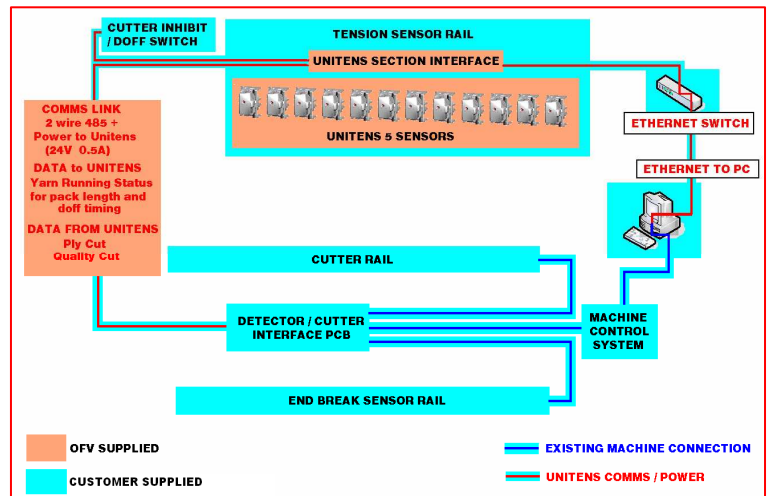 CUTTER INHIBIT
/ DOFF SWITCH
TENSION SENSOR RAIL
UNITENS SECTION INTERFACE
UNITENS 5 SENSORS
COMMS LINK
2 wire 485 +
Power to Unitens
(24V 0.5A)
DATA to UNITENS
Yarn Running Status
for pack length and
doff timing
DATA FROM UNITENS
Ply Cut
Quality Cut
ETHERNET SWITCH
ETHERNET TO PC
CUTTER RAIL
DETECTOR / CUTTER
INTERFACE PCB
MACHINE
CONTROL
SYSTEM
END BREAK SENSOR RAIL
OFV SUPPLIED
CUSTOMER SUPPLIED
EXISTING MACHINE CONNECTION
UNITENS COMMS / POWER